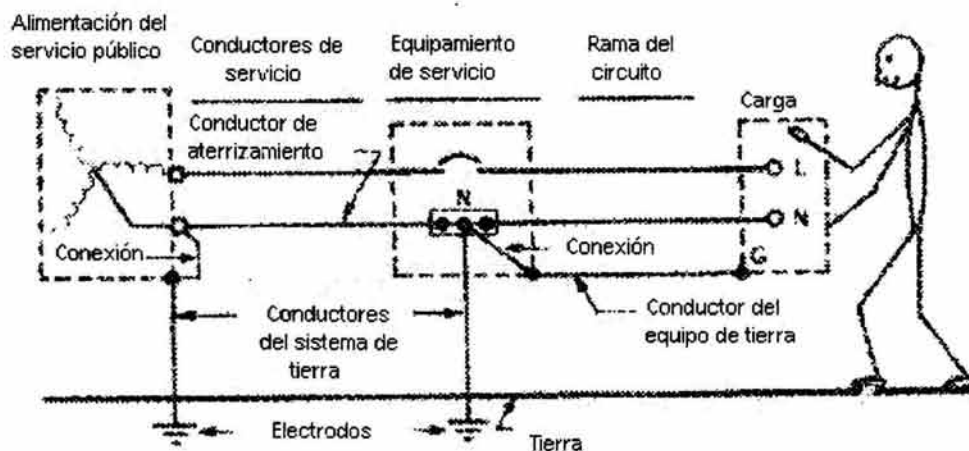 Alimentación del
servicio público
Conductores de
servicio
Equipamiento
de servicio
Rama del
circuito
Conductor de
aterrizamiento
Carga
L
N
N
Conexión
Conexión
G
Conductores
del sistema de
tierra
Conductor del
equipo de tierra
Electrodos
Tierra